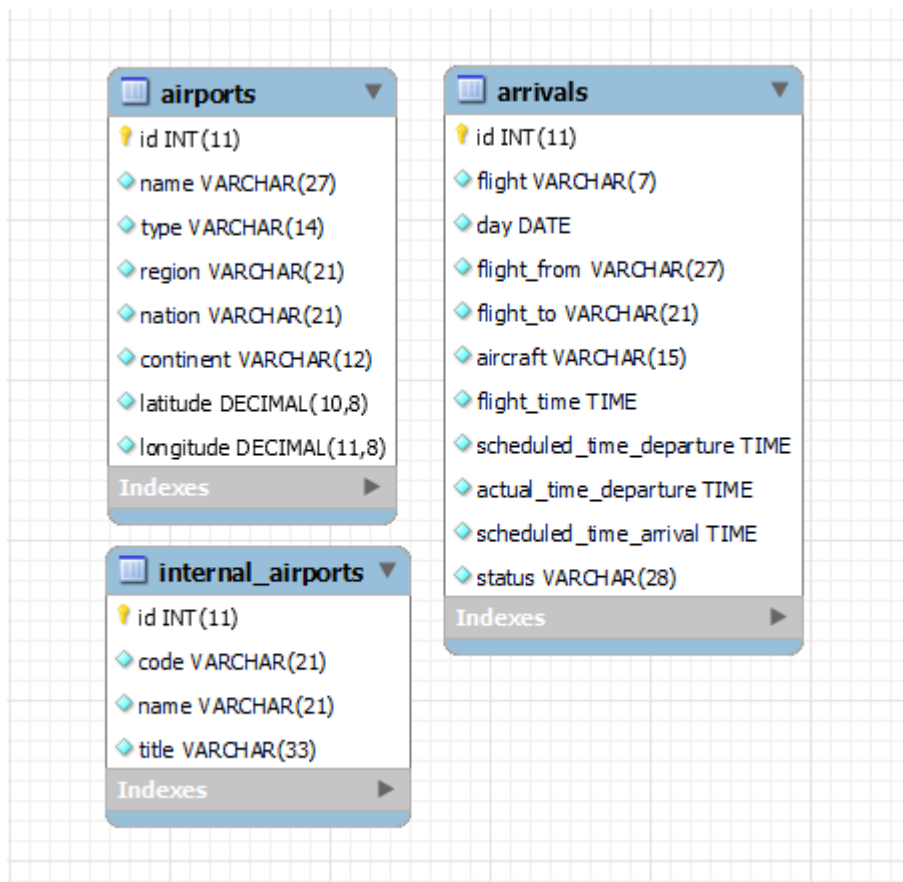 airports
id INT(11)
name VARCHAR(27)
type VARCHAR(14)
region VARCHAR(21)
nation VARCHAR(21)
continent VARCHAR(12)
latitude DECIMAL(10,8)
longitude DECIMAL(11,8)
Indexes
internal_airports
id INT(11)
code VARCHAR(21)
name VARCHAR(21)
title VARCHAR(33)
Indexes
arrivals
id INT(11)
flight VARCHAR(7)
day DATE
flight_from VARCHAR(27)
flight_to VARCHAR(21)
aircraft VARCHAR(15)
flight_time TIME
scheduled_time_departure TIME
actual_time_departure TIME
scheduled_time_arrival TIME
status VARCHAR(28)
Indexes